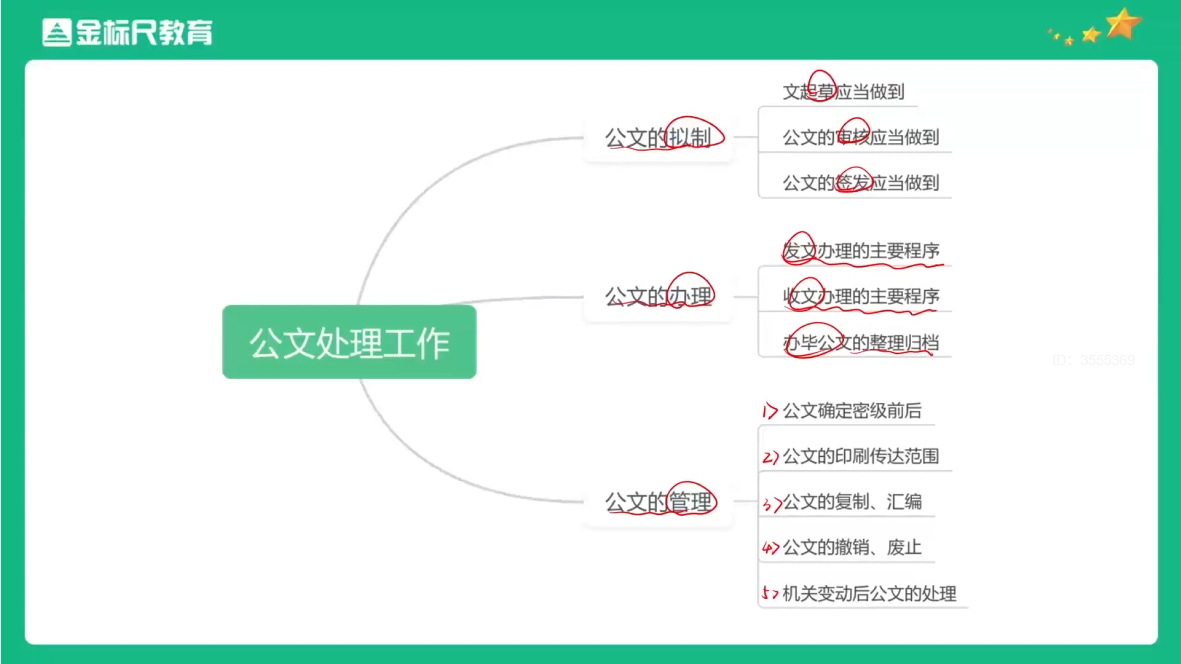 金标尺教育
文起草应当做到
公文的拟制
公文的审核应当做到
公文的签发应当做到
发文办理的主要程序
公文的办理
收文办理的主要程序
办毕公文的整理归档
公文处理工作
ID: 3555369
1) 公文确定密级前后
2) 公文的印刷传达范围
公文的管理
3) 公文的复制、汇编
4) 公文的撤销、废止
5) 机关变动后公文的处理